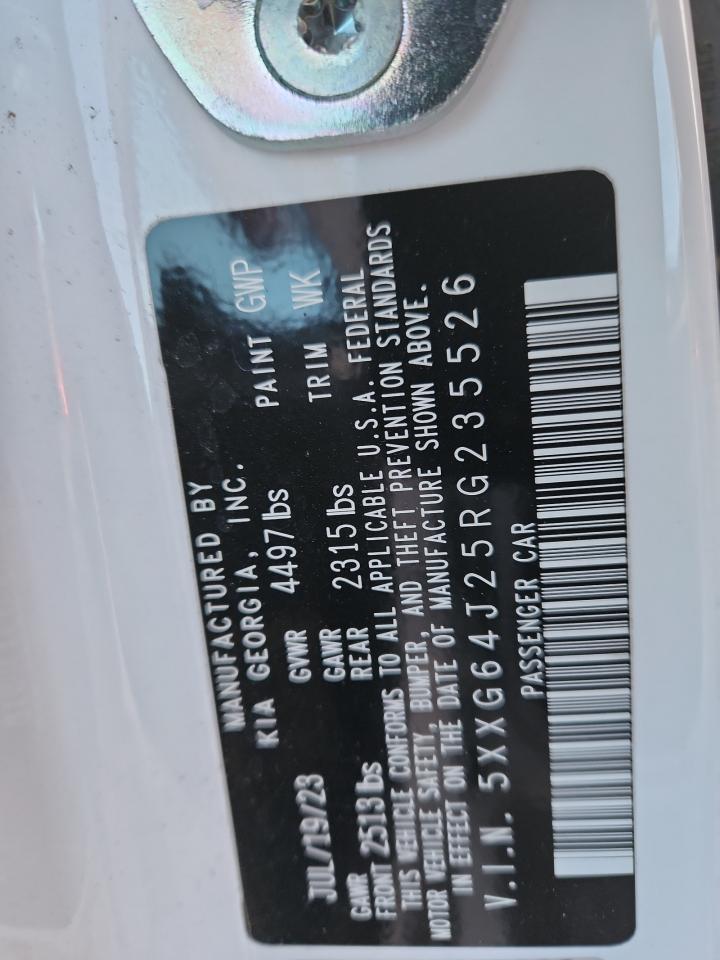 MANUFACTURED BY
KIA GEORGIA, INC.
JUL/19/23 GVWR 4497lbs PAINT GWP
GAWR GAWR
FRONT 2513lbs REAR 2315lbs TRIM WK
THIS VEHICLE CONFORMS TO ALL APPLICABLE U.S.A. FEDERAL
MOTOR VEHICLE SAFETY, BUMPER, AND THEFT PREVENTION STANDARDS
IN EFFECT ON THE DATE OF MANUFACTURE SHOWN ABOVE.
V.I.N. 5XXG64J25RG235526
PASSENGER CAR